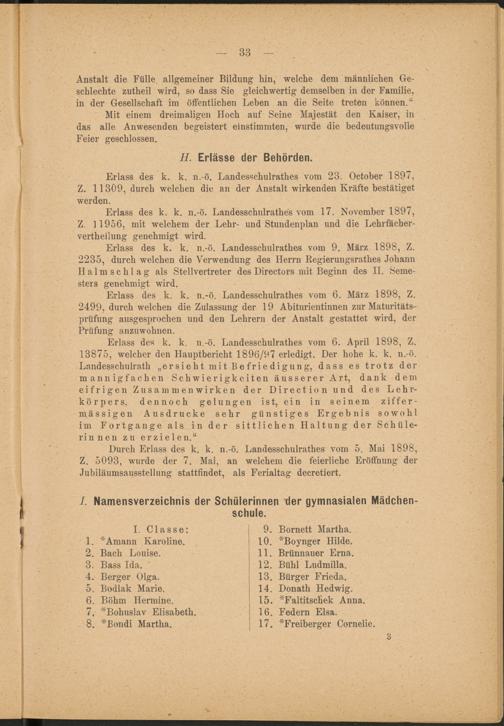 — 33 —
Anstalt die Fülle allgemeiner Bildung hin, welche dem männlichen Ge-
schlechte zutheil wird, so dass Sie gleichwertig demselben in der Familie,
in der Gesellschaft im öffentlichen Leben an die Seite treten können.“
Mit einem dreimaligen Hoch auf Seine Majestät den Kaiser, in
das alle Anwesenden begeistert einstimmten, wurde die bedeutungsvolle
Feier geschlossen.
H. Erlässe der Behörden.
Erlass des k. k. n.-ö. Landesschulrathes vom 23. October 1897,
Z. 11309, durch welchen die an der Anstalt wirkenden Kräfte bestätiget
werden.
Erlass des k. k. n.-ö. Landesschulrathes vom 17. November 1897,
Z. 11956, mit welchem der Lehr- und Stundenplan und die Lehrfächer-
vertheilung genehmigt wird.
Erlass des k. k. n.-ö. Landesschulrathes vom 9. März 1898, Z.
2235, durch welchen die Verwendung des Herrn Regierungsrathes Johann
Halmschlag als Stellvertreter des Directors mit Beginn des II. Seme-
sters genehmigt wird.
Erlass des k. k. n.-ö. Landesschulrathes vom 6. März 1898, Z.
2499, durch welchen die Zulassung der 19 Abiturientinnen zur Maturitäts-
prüfung ausgesprochen und den Lehrern der Anstalt gestattet wird, der
Prüfung anzuwohnen.
Erlass des k. k. n.-ö. Landesschulrathes vom 6. April 1898, Z.
13875, welcher den Hauptbericht 1896/97 erledigt. Der hohe k. k. n.-ö.
Landesschulrath „ersieht mit Befriedigung, dass es trotz der
mannigfachen Schwierigkeiten äusserer Art, dank dem
eifrigen Zusammenwirken der Direction und des Lehr-
körpers, dennoch gelungen ist, ein in seinem ziffer-
mässigen Ausdrucke sehr günstiges Ergebnis sowohl
im Fortgange als in der sittlichen Haltung der Schüle-
rinnen zu erzielen.“
Durch Erlass des k. k. n.-ö. Landesschulrathes vom 5. Mai 1898,
Z. 5093, wurde der 7. Mai, an welchem die feierliche Eröffnung der
Jubiläumsausstellung stattfindet, als Ferialtag decretiert.
I. Namensverzeichnis der Schülerinnen der gymnasialen Mädchen-
schule.
I. Classe:
1. *Amann Karoline.
2. Bach Louise.
3. Bass Ida.
4. Berger Olga.
5. Bodlak Marie.
6. Böhm Hermine.
7. *Bohuslav Elisabeth.
8. *Bondi Martha.
9. Bornett Martha.
10. *Boynger Hilde.
11. Brünnauer Erna.
12. Bühl Ludmilla.
13. Bürger Frieda.
14. Donath Hedwig.
15. *Faltitschek Anna.
16. Federn Elsa.
17. *Freiberger Cornelie.
3